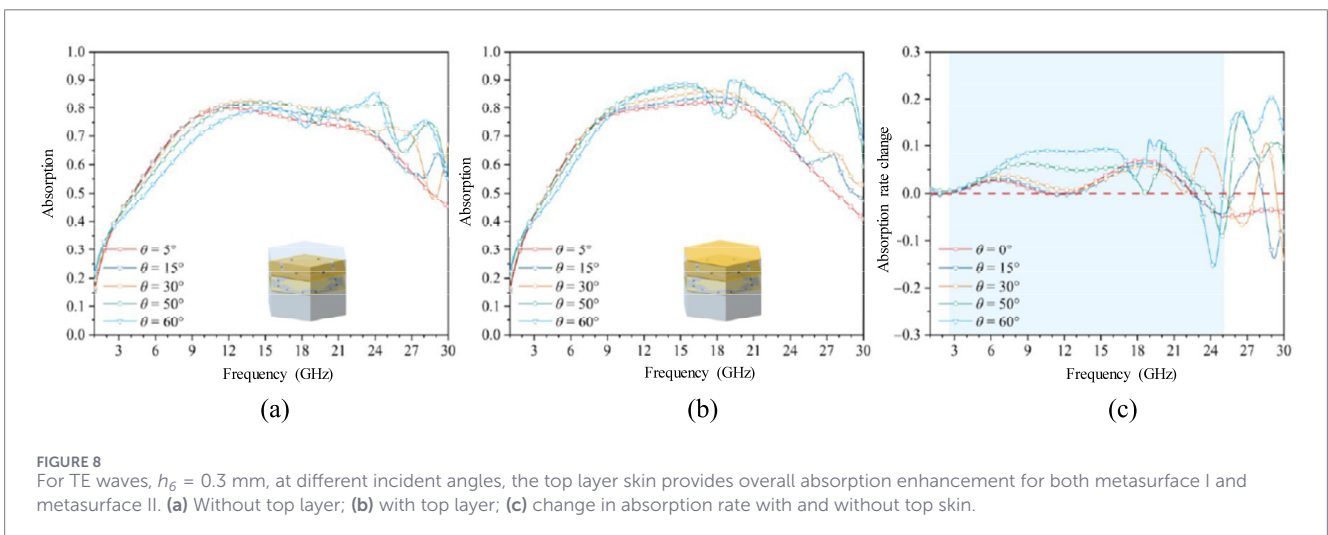 1.0
0.9
0.8
0.7
0.6
0.5
0.4
0.3
0.2
0.1
0.0
Absorption
θ = 5°
θ = 15°
θ = 30°
θ = 50°
θ = 60°
3 6 9 12 15 18 21 24 27 30
Frequency (GHz)
(a)
1.0
0.9
0.8
0.7
0.6
0.5
0.4
0.3
0.2
0.1
0.0
Absorption
θ = 5°
θ = 15°
θ = 30°
θ = 50°
θ = 60°
3 6 9 12 15 18 21 24 27 30
Frequency (GHz)
(b)
0.3
0.2
0.1
0.0
−0.1
−0.2
−0.3
Absorption rate change
θ = 0°
θ = 15°
θ = 30°
θ = 50°
θ = 60°
3 6 9 12 15 18 21 24 27 30
Frequency (GHz)
(c)
FIGURE 8
For TE waves, h6 = 0.3 mm, at different incident angles, the top layer skin provides overall absorption enhancement for both metasurface I and
metasurface II. (a) Without top layer; (b) with top layer; (c) change in absorption rate with and without top skin.